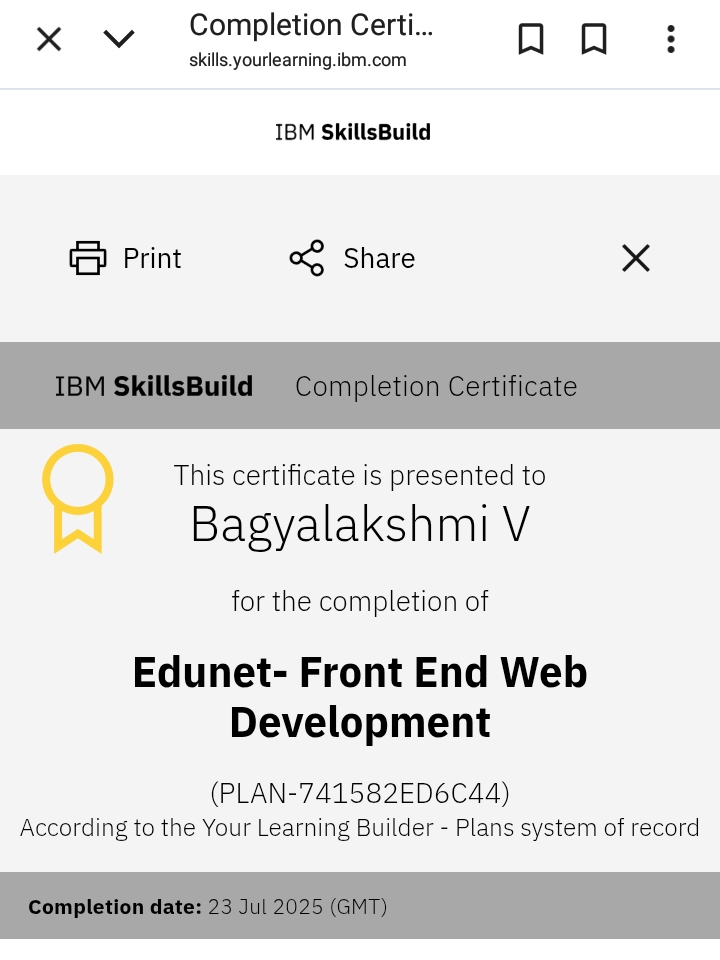 Completion Certi...
skills.yourlearning.ibm.com
IBM SkillsBuild
Print
Share
IBM SkillsBuild Completion Certificate
This certificate is presented to
Bagyalakshmi V
for the completion of
Edunet- Front End Web
Development
(PLAN-741582ED6C44)
According to the Your Learning Builder - Plans system of record
Completion date: 23 Jul 2025 (GMT)